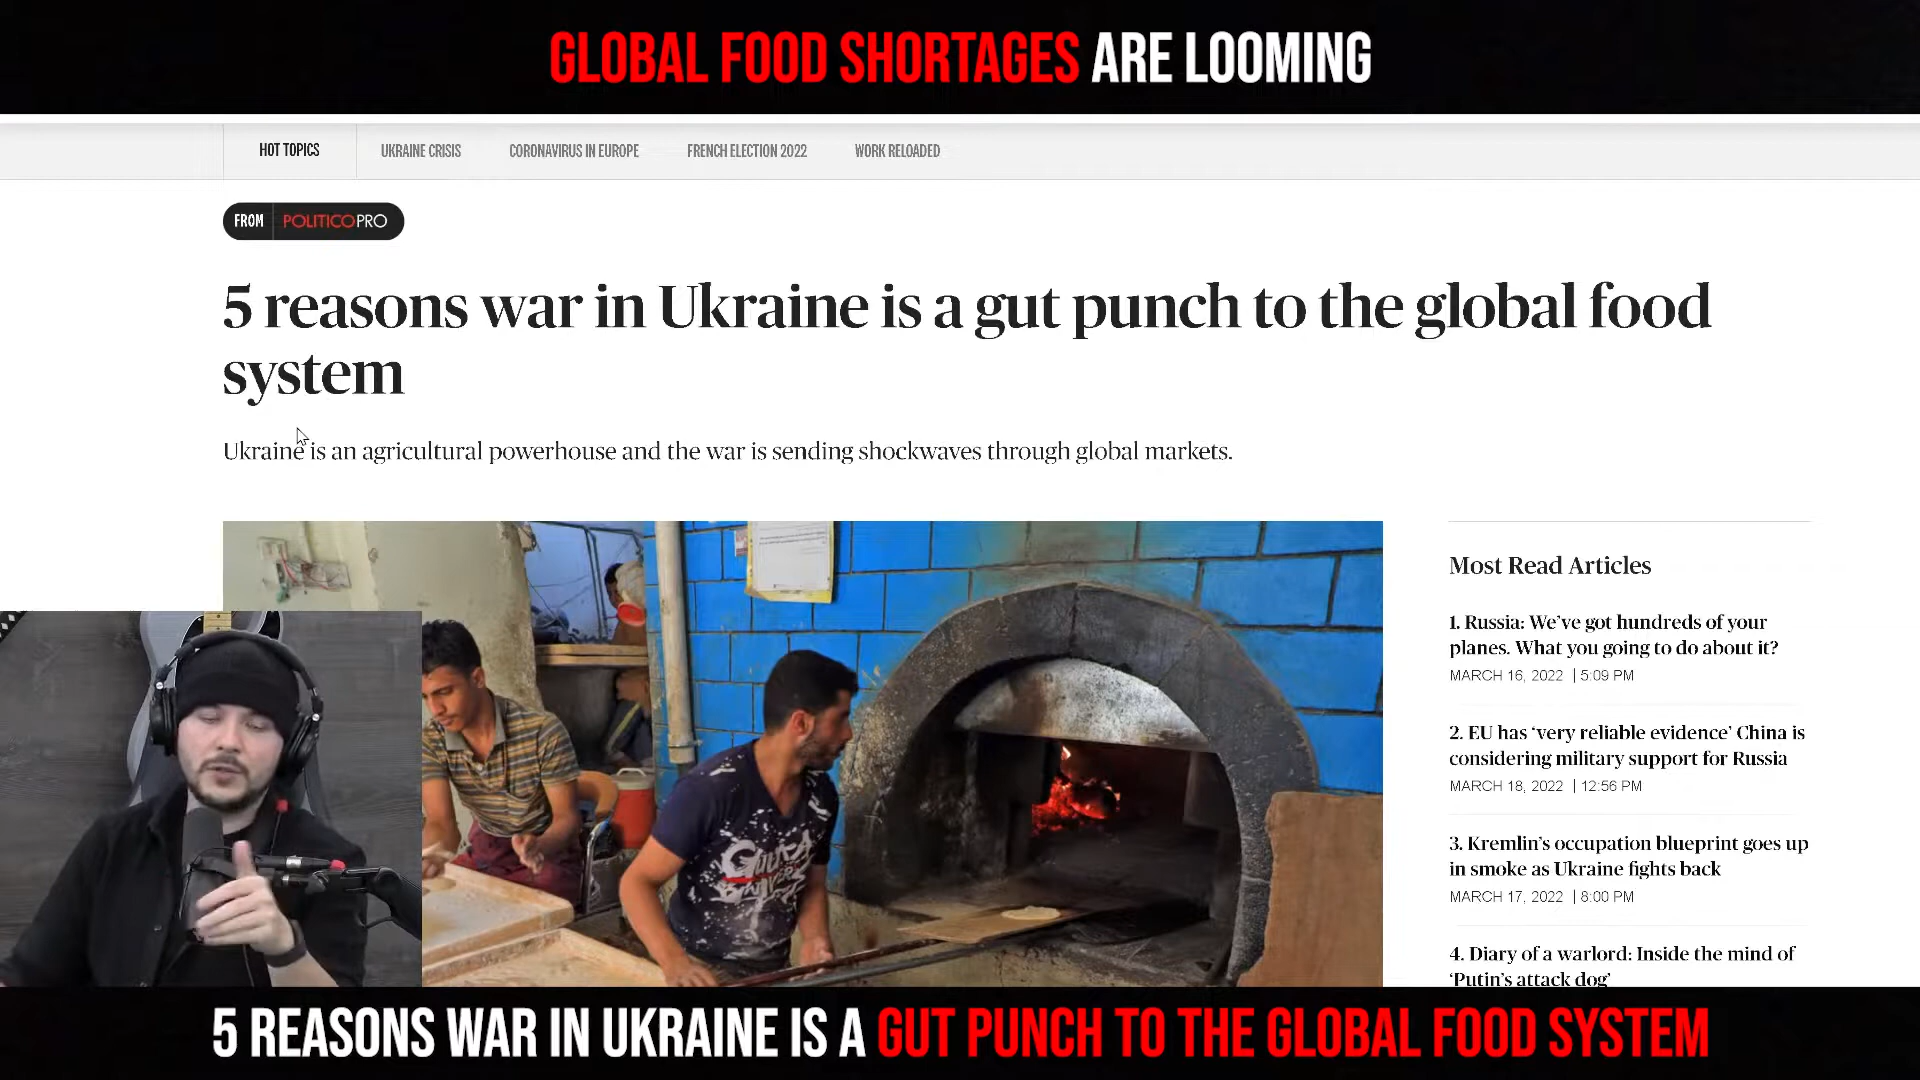 GLOBAL FOOD SHORTAGES ARE LOOMING
HOT TOPICS UKRAINE CRISIS CORONAVIRUS IN EUROPE FRENCH ELECTION 2022 WORK RELOADED
FROM POLITICOPRO
5 reasons war in Ukraine is a gut punch to the global food
system
Ukraine is an agricultural powerhouse and the war is sending shockwaves through global markets.
Most Read Articles
1. Russia: We’ve got hundreds of your
planes. What you going to do about it?
MARCH 16, 2022 | 5:09 PM
2. EU has ‘very reliable evidence’ China is
considering military support for Russia
MARCH 18, 2022 | 12:56 PM
3. Kremlin’s occupation blueprint goes up
in smoke as Ukraine fights back
MARCH 17, 2022 | 8:00 PM
4. Diary of a warlord: Inside the mind of
‘Putin’s attack dog’
5 REASONS WAR IN UKRAINE IS A GUT PUNCH TO THE GLOBAL FOOD SYSTEM